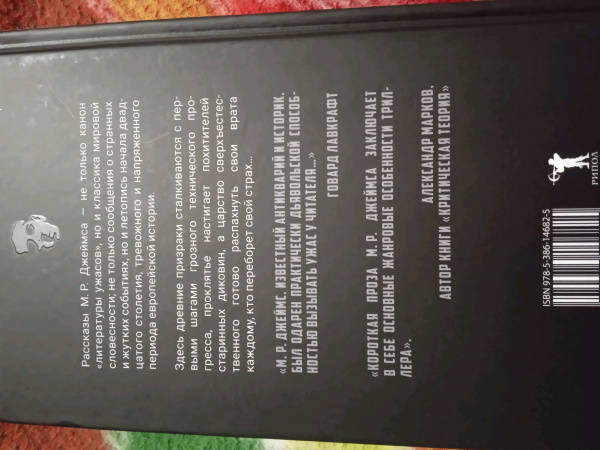 Рассказы М. Р. Джеймса — не только канон
«литературы ужасов», но и классика мировой
словесности; не только сообщения о странных
и жутких событиях, но и летопись начала двад-
цатого столетия, тревожного и напряженного
периода европейской истории.
Здесь древние призраки сталкиваются с пер-
выми шагами грозного технического про-
гресса, проклятье настигает похитителей
старинных диковин, а царство сверхъестес-
твенного готово распахнуть свои врата
каждому, кто переборет свой страх...
«М. Р. ДЖЕЙМС, ИЗВЕСТНЫЙ АНТИКВАРИЙ И ИСТОРИК,
БЫЛ ОДАРЕН ПРАКТИЧЕСКИ ДЬЯВОЛЬСКОЙ СПОСОБ-
НОСТЬЮ ВЫЗЫВАТЬ УЖАС У ЧИТАТЕЛЯ...»
ГОВАРД ЛАВКРАФТ
«КОРОТКАЯ ПРОЗА М. Р. ДЖЕЙМСА ЗАКЛЮЧАЕТ
В СЕБЕ ОСНОВНЫЕ ЖАНРОВЫЕ ОСОБЕННОСТИ ТРИЛ-
ЛЕРА».
АЛЕКСАНДР МАРКОВ,
АВТОР КНИГИ «КРИТИЧЕСКАЯ ТЕОРИЯ»
РИПОЛ
ISBN 978-5-386-14682-5